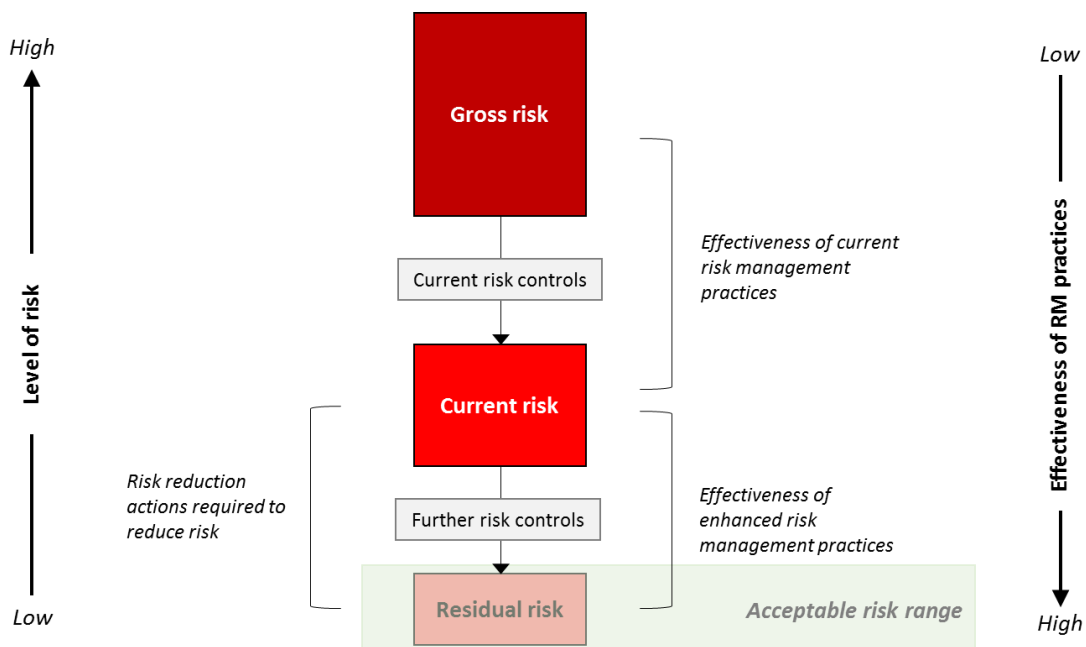 High
Low
Gross risk
Effectiveness of current
risk management
practices
Current risk controls
Level of risk
Effectiveness of RM practices
Current risk
Risk reduction
actions required to
reduce risk
Effectiveness of
enhanced risk
management practices
Further risk controls
Residual risk
Acceptable risk range
Low
High